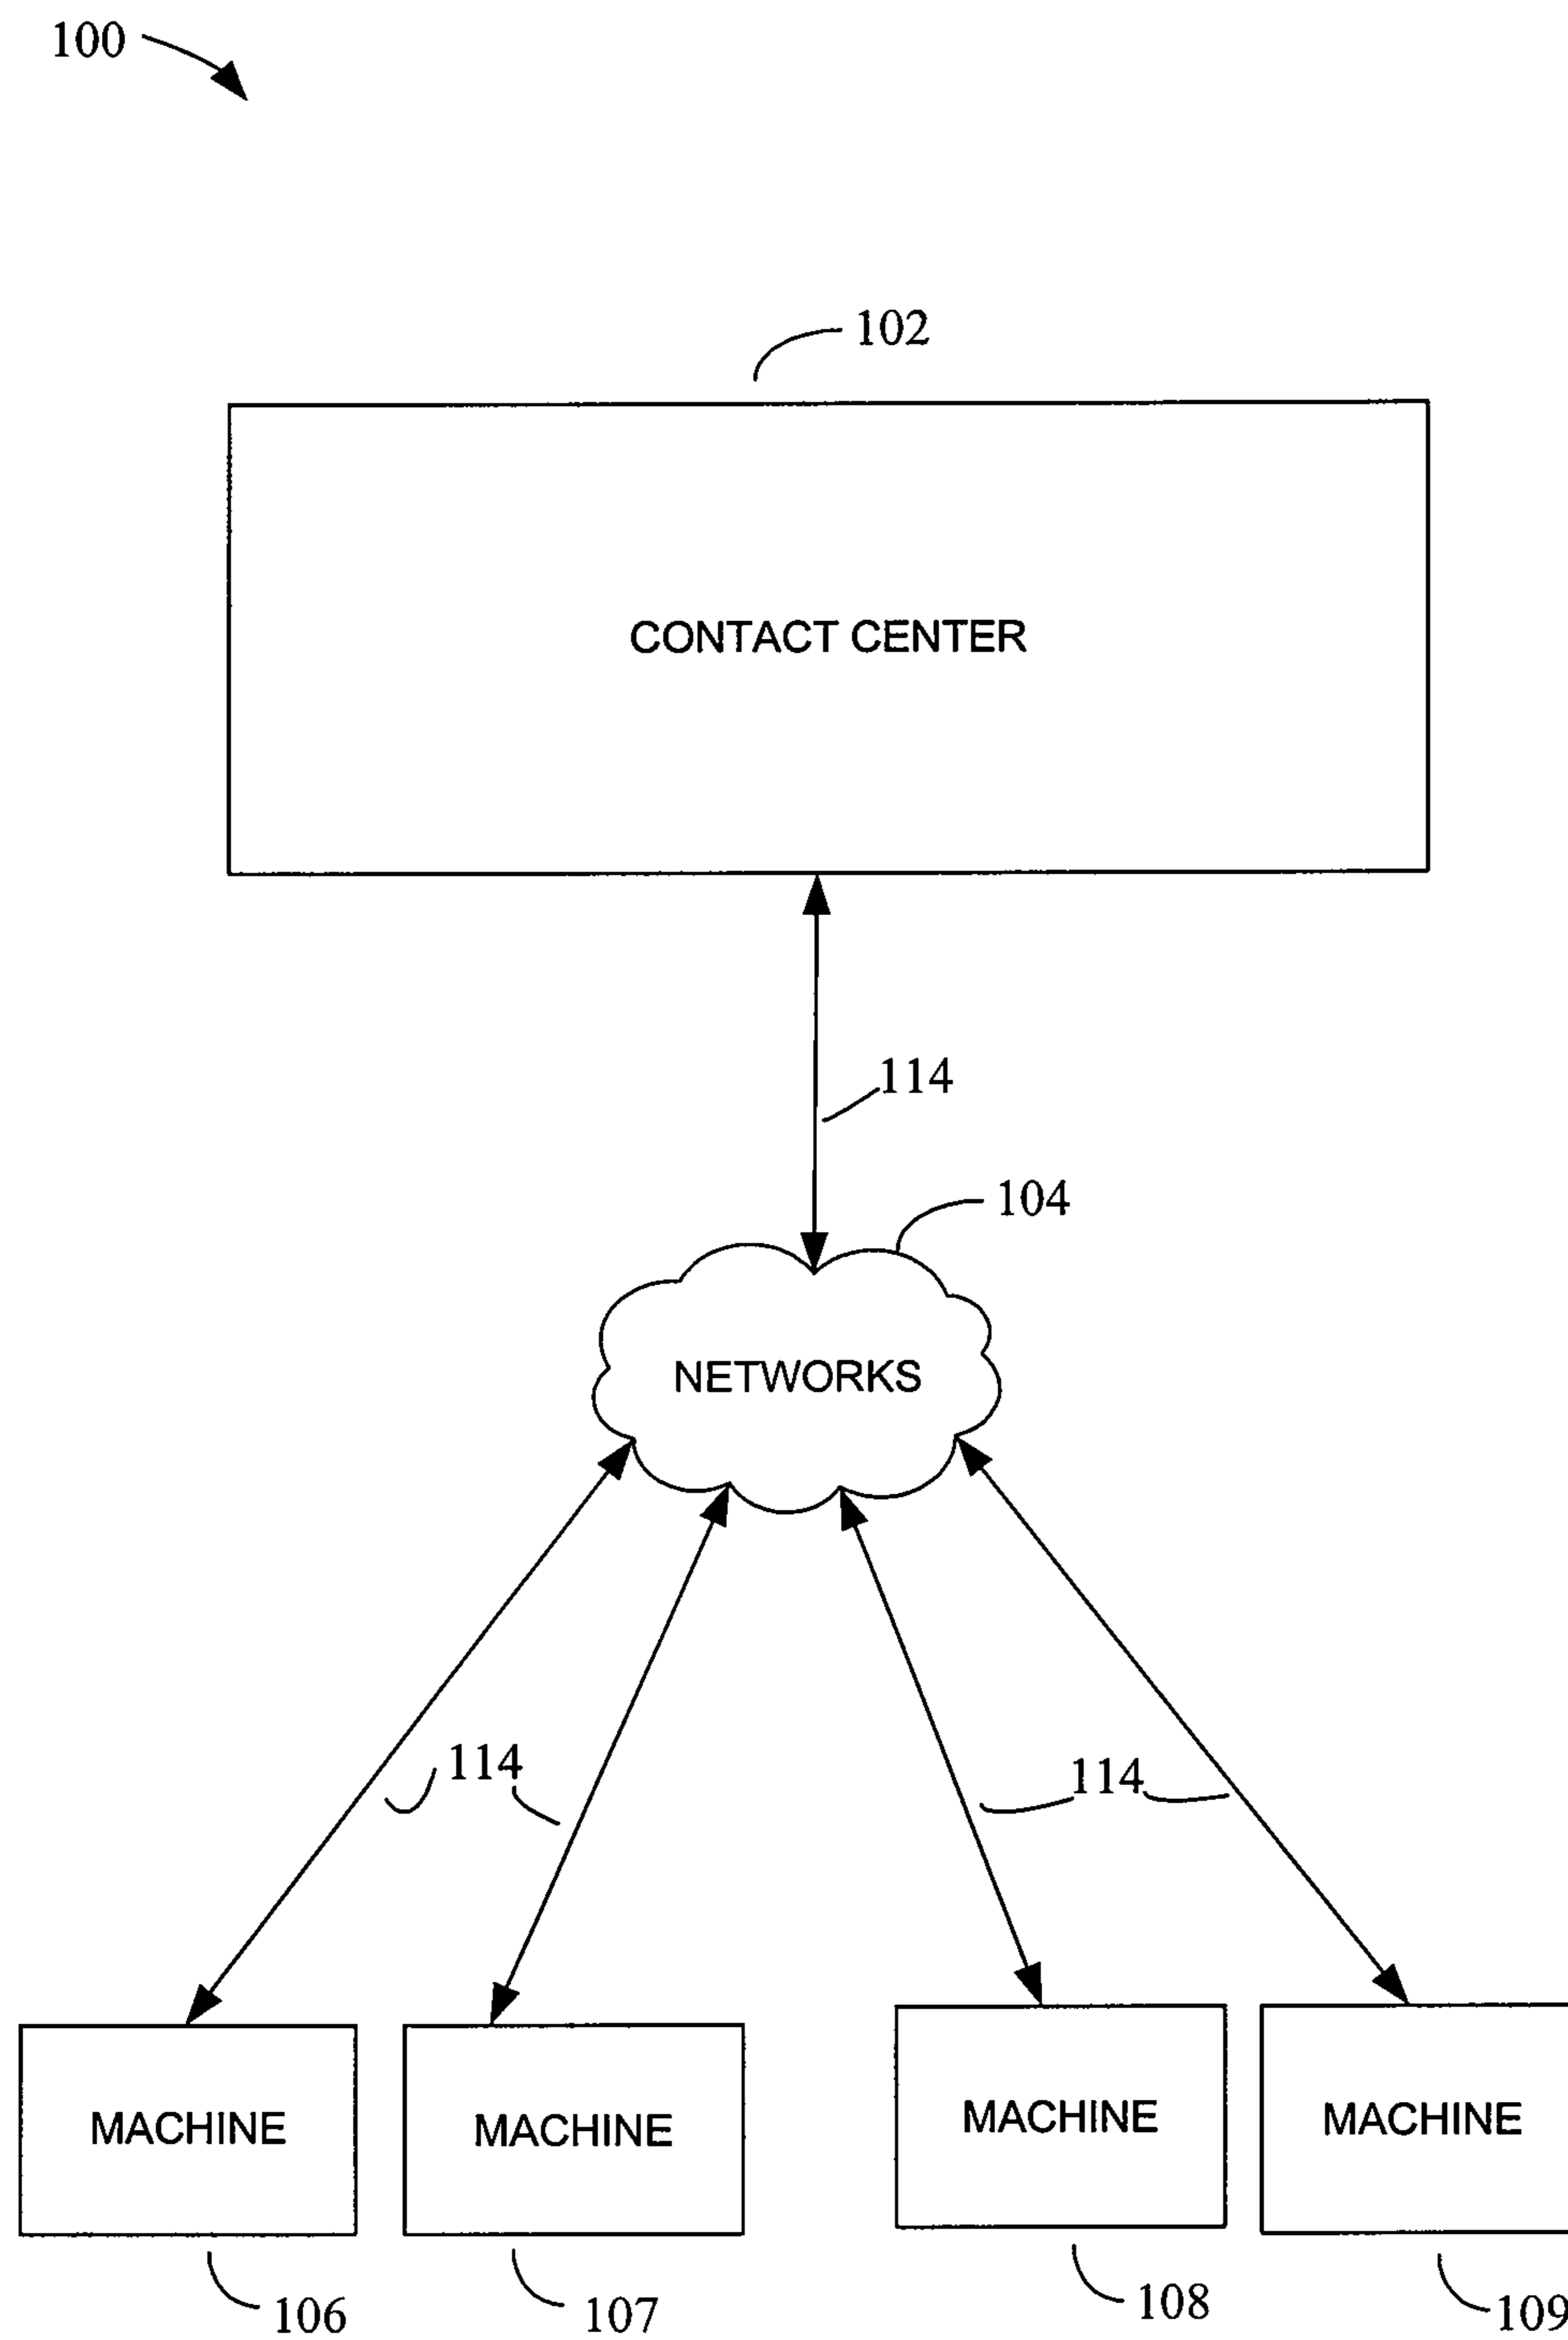 100
102
CONTACT CENTER
114
104
NETWORKS
114
114
MACHINE
MACHINE
MACHINE
MACHINE
106
107
108
109